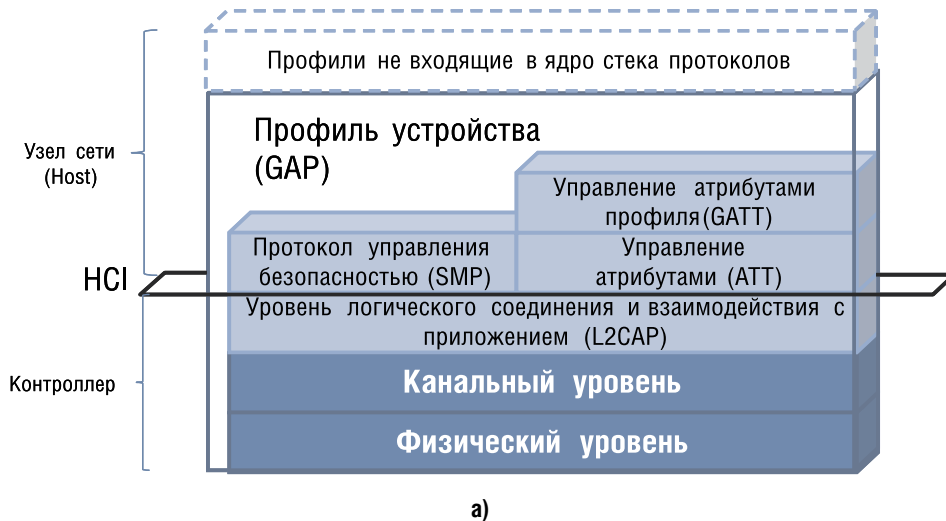 Профили не входящие в ядро стека протоколов
Профиль устройства
(GAP)
Узел сети
(Host)
Управление атрибутами
профиля(GATT)
Протокол управления
безопасностью (SMP)
Управление
атрибутами (ATT)
HCI
Уровень логического соединения и взаимодействия с
приложением (L2CAP)
Контроллер
Канальный уровень
Физический уровень
а)